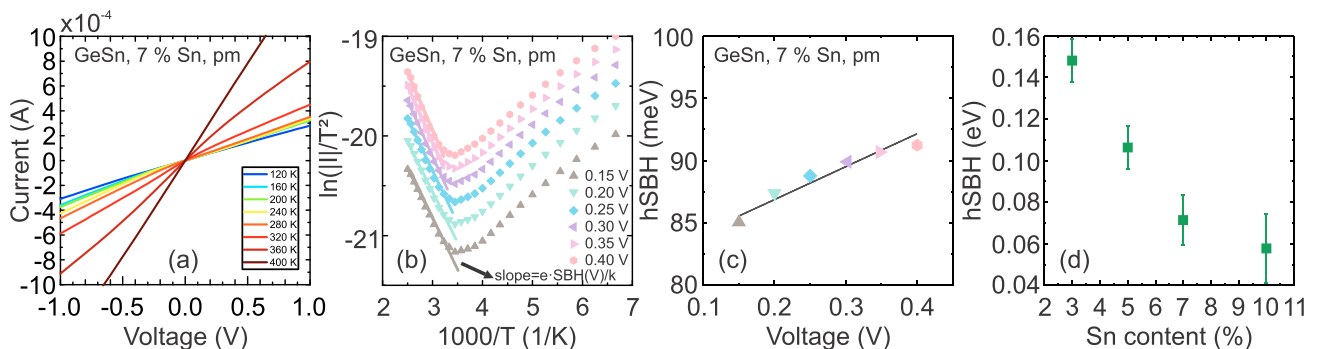 x10⁻⁴
10
8
6
4
2
0
-2
-4
-6
-8
-10
Current (A)
GeSn, 7 % Sn, pm
120 K
160 K
200 K
240 K
280 K
320 K
360 K
400 K
(a)
-1.0 -0.5 0.0 0.5 1.0
Voltage (V)
-19
-20
-21
ln(|I|/T²)
GeSn, 7 % Sn, pm
0.15 V
0.20 V
0.25 V
0.30 V
0.35 V
0.40 V
(b)
slope=e·SBH(V)/k
2 3 4 5 6 7
1000/T (1/K)
100
95
90
85
80
hSBH (meV)
GeSn, 7 % Sn, pm
(c)
0.1 0.2 0.3 0.4
Voltage (V)
0.16
0.14
0.12
0.10
0.08
0.06
0.04
hSBH (eV)
(d)
2 3 4 5 6 7 8 9 10 11
Sn content (%)